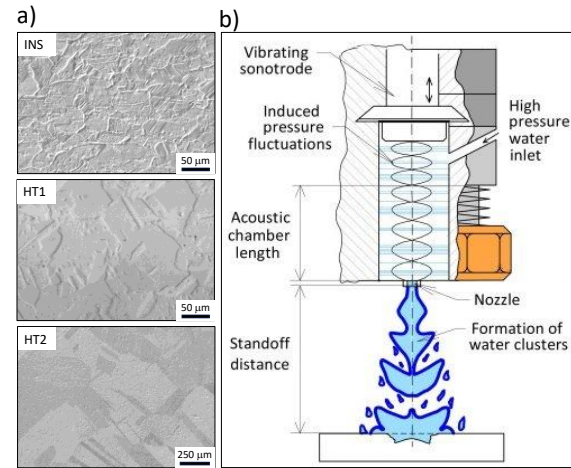 a)
INS
50 µm
HT1
50 µm
HT2
250 µm
b)
Vibrating
sonotrode
Induced
pressure
fluctuations
High
pressure
water
inlet
Acoustic
chamber
length
Nozzle
Standoff
distance
Formation of
water clusters